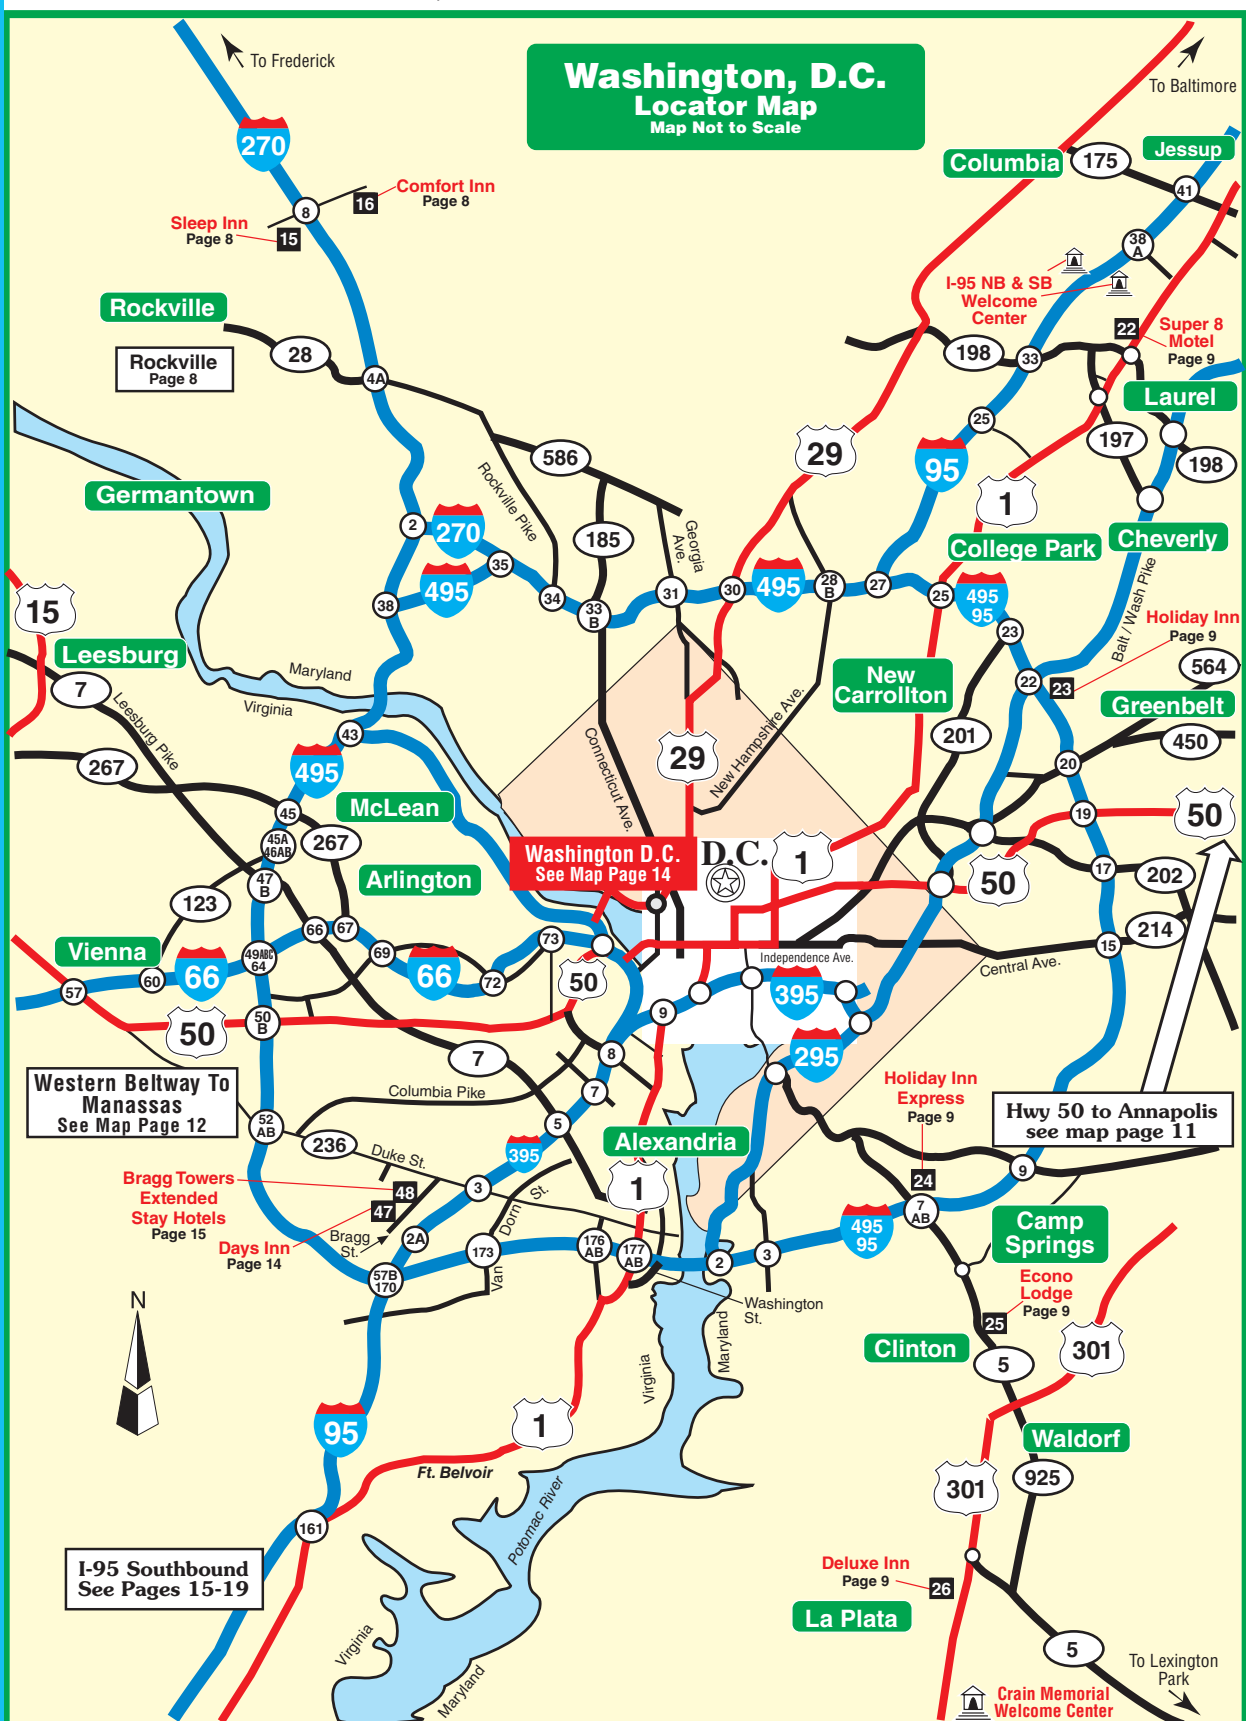 Washington, D.C.
Locator Map
Map Not to Scale
To Frederick
To Baltimore
270
Columbia
175
Jessup
41
16
Comfort Inn
Page 8
8
Sleep Inn
Page 8
15
38
A
I-95 NB & SB
Welcome
Center
Rockville
28
Rockville
Page 8
4A
198
33
22
Super 8
Motel
Page 9
Laurel
25
29
95
197
198
586
Rockville Pike
Germantown
1
2
270
185
Georgia
Ave.
College Park
Cheverly
35
495
34
33
B
31
30
495
28
B
27
25
495
95
23
Balt / Wash Pike
38
15
Leesburg
7
Leesburg Pike
Maryland
Virginia
Holiday Inn
Page 9
564
22
23
New
Carrollton
Greenbelt
450
201
43
267
495
Connecticut Ave.
29
New Hampshire Ave.
20
McLean
45
45A
46AB
267
19
50
Washington D.C.
See Map Page 14
D.C.
1
47
B
Arlington
50
17
202
123
66
67
73
214
15
Vienna
49ABC
64
69
66
66
72
50
Independence Ave.
Central Ave.
60
57
395
50
50
B
9
295
7
8
Western Beltway To
Manassas
See Map Page 12
Columbia Pike
7
Holiday Inn
Express
Page 9
Hwy 50 to Annapolis
see map page 11
52
AB
5
236
Duke St.
395
Alexandria
9
Bragg Towers
Extended
Stay Hotels
Page 15
48
47
3
1
24
7
AB
Days Inn
Page 14
Bragg
St.
2A
Dorn St.
Van
173
176
AB
177
AB
2
3
495
95
Camp
Springs
57B
170
Econo
Lodge
Page 9
Washington
St.
N
25
Virginia
Maryland
Clinton
5
301
95
1
Waldorf
Ft. Belvoir
301
925
161
Potomac River
I-95 Southbound
See Pages 15-19
Deluxe Inn
Page 9
26
La Plata
Virginia
Maryland
5
To Lexington
Park
Crain Memorial
Welcome Center